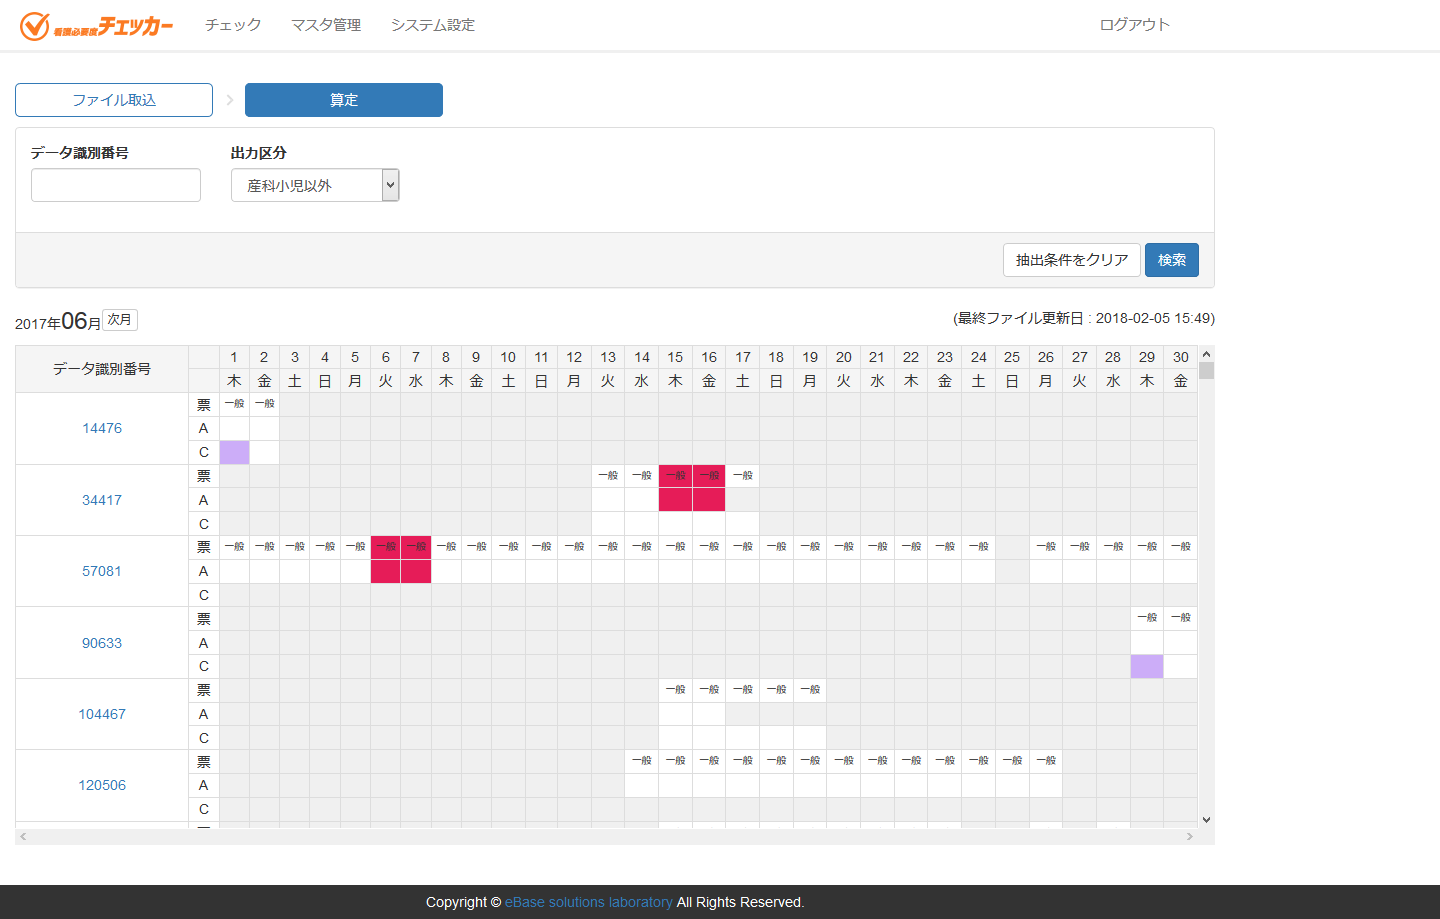 看護必要度チェッカー チェック マスタ管理 システム設定 ログアウト
ファイル取込 算定
データ識別番号 出力区分
産科小児以外
抽出条件をクリア 検索
2017年06月 次月 (最終ファイル更新日 : 2018-02-05 15:49)
データ識別番号 1 2 3 4 5 6 7 8 9 10 11 12 13 14 15 16 17 18 19 20 21 22 23 24 25 26 27 28 29 30
木 金 土 日 月 火 水 木 金 土 日 月 火 水 木 金 土 日 月 火 水 木 金 土 日 月 火 水 木 金
票 一般 一般
14476 A
C
票 一般 一般 一般 一般 一般
34417 A
C
票 一般 一般 一般 一般 一般 一般 一般 一般 一般 一般 一般 一般 一般 一般 一般 一般 一般 一般 一般 一般 一般 一般 一般 一般 一般 一般 一般 一般 一般
57081 A
C
票 一般 一般
90633 A
C
票 一般 一般 一般 一般 一般
104467 A
C
票 一般 一般 一般 一般 一般 一般 一般 一般 一般 一般 一般 一般 一般
120506 A
C
Copyright © eBase solutions laboratory All Rights Reserved.